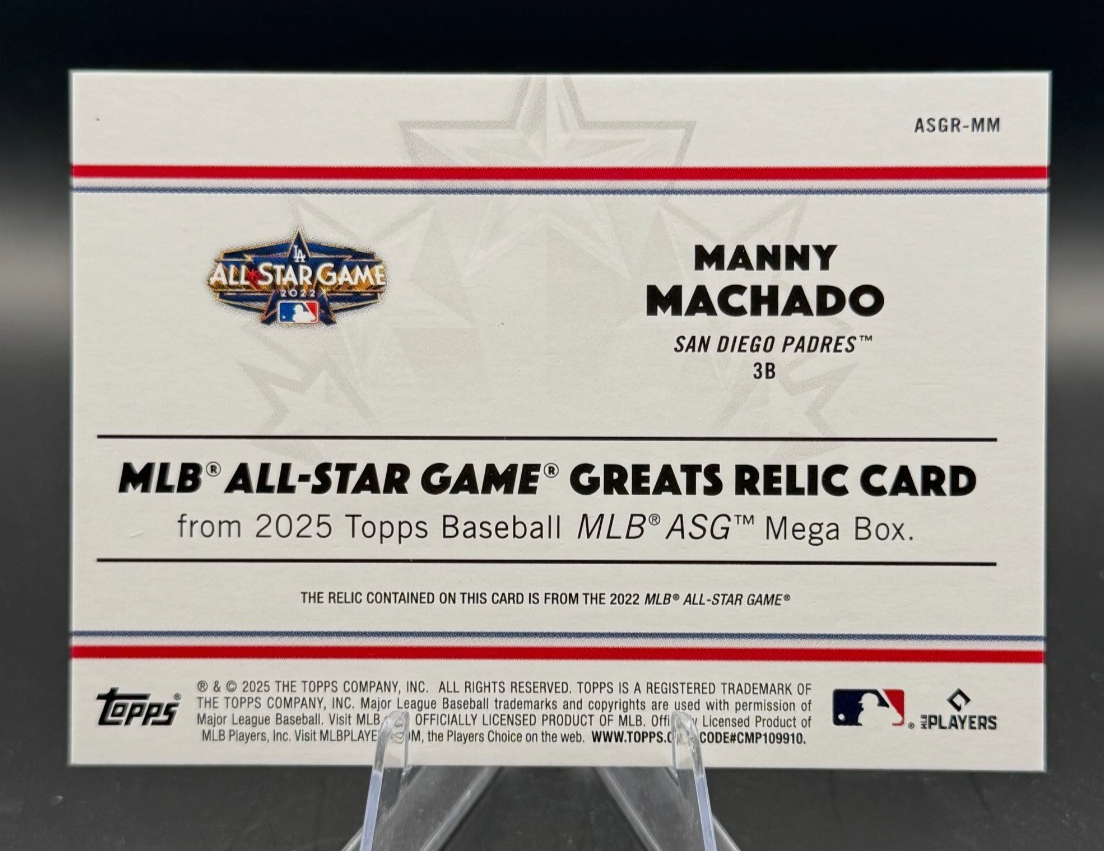 ASGR-MM
LA
ALL★STAR GAME
2022
MANNY
MACHADO
SAN DIEGO PADRES™
3B
MLB® ALL-STAR GAME® GREATS RELIC CARD
from 2025 Topps Baseball MLB® ASG™ Mega Box.
THE RELIC CONTAINED ON THIS CARD IS FROM THE 2022 MLB® ALL-STAR GAME®
topps®
® & © 2025 THE TOPPS COMPANY, INC. ALL RIGHTS RESERVED. TOPPS IS A REGISTERED TRADEMARK OF
THE TOPPS COMPANY, INC. Major League Baseball trademarks and copyrights are used with permission of
Major League Baseball. Visit MLB OFFICIALLY LICENSED PRODUCT OF MLB. Licensed Product of
MLB Players, Inc. Visit the Players Choice on the web. WWW.TOPPS. CODE#CMP109910.
MLB PLAYERS